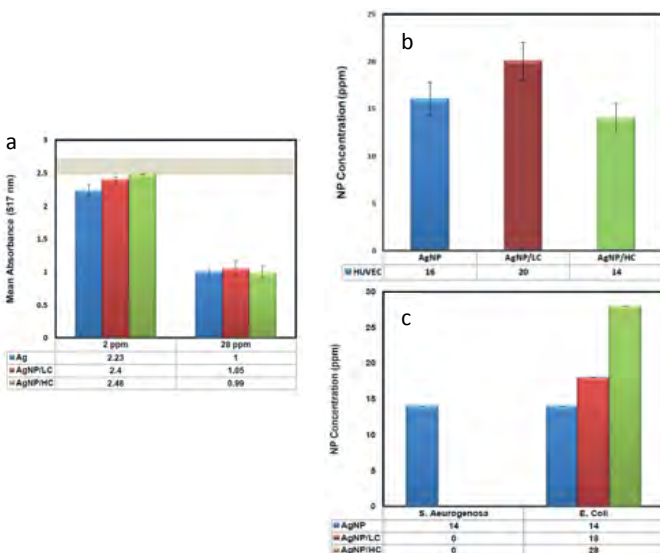 a
Mean Absorbance (517 nm)
3
2.5
2
1.5
1
0.5
0
2 ppm 28 ppm
Ag 2.23 1
AgNP/LC 2.4 1.05
AgNP/HC 2.48 0.99
b
NP Concentration (ppm)
25
20
15
10
5
0
AgNP AgNP/LC AgNP/HC
HUVEC 16 20 14
c
NP Concentration (ppm)
30
25
20
15
10
5
0
S. Aeurogenosa E. Coli
AgNP 14 14
AgNP/LC 0 18
AgNP/HC 0 28